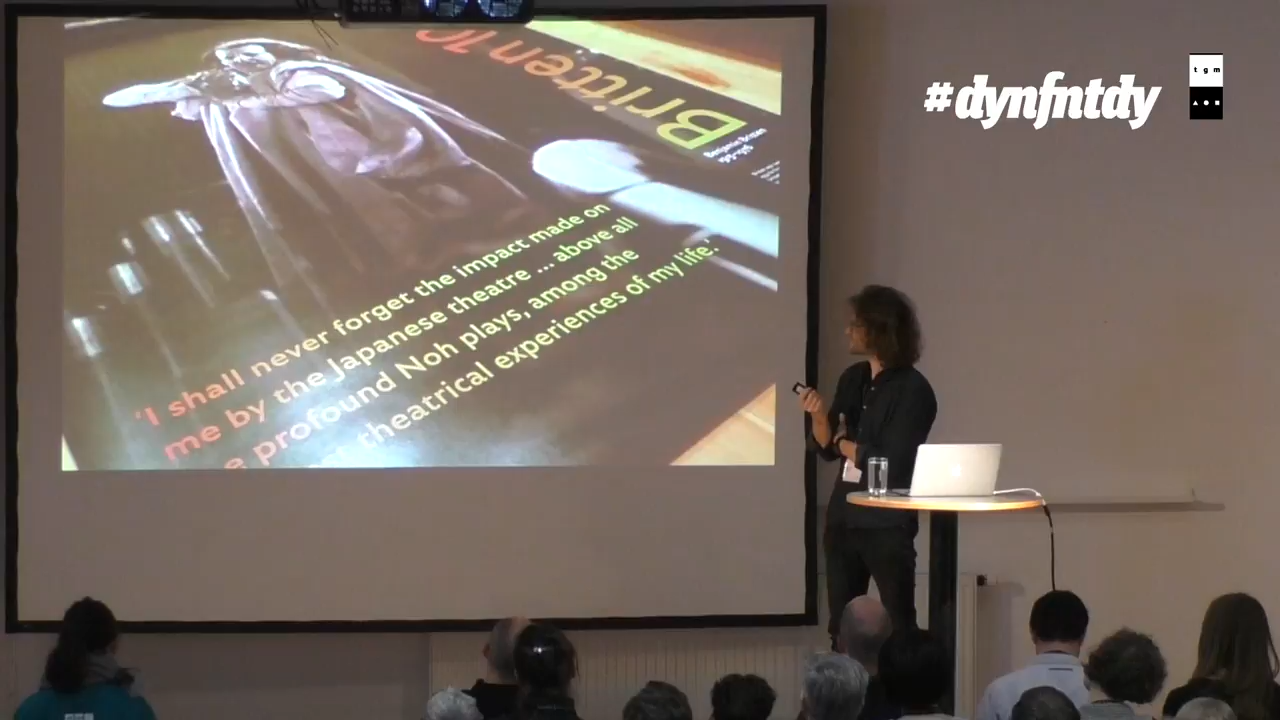 #dynfntdy
t g m
Britten 10
Benjamin Britten
'I shall never forget the impact made on
me by the Japanese theatre ... above all
e profound Noh plays, among the
theatrical experiences of my life.'